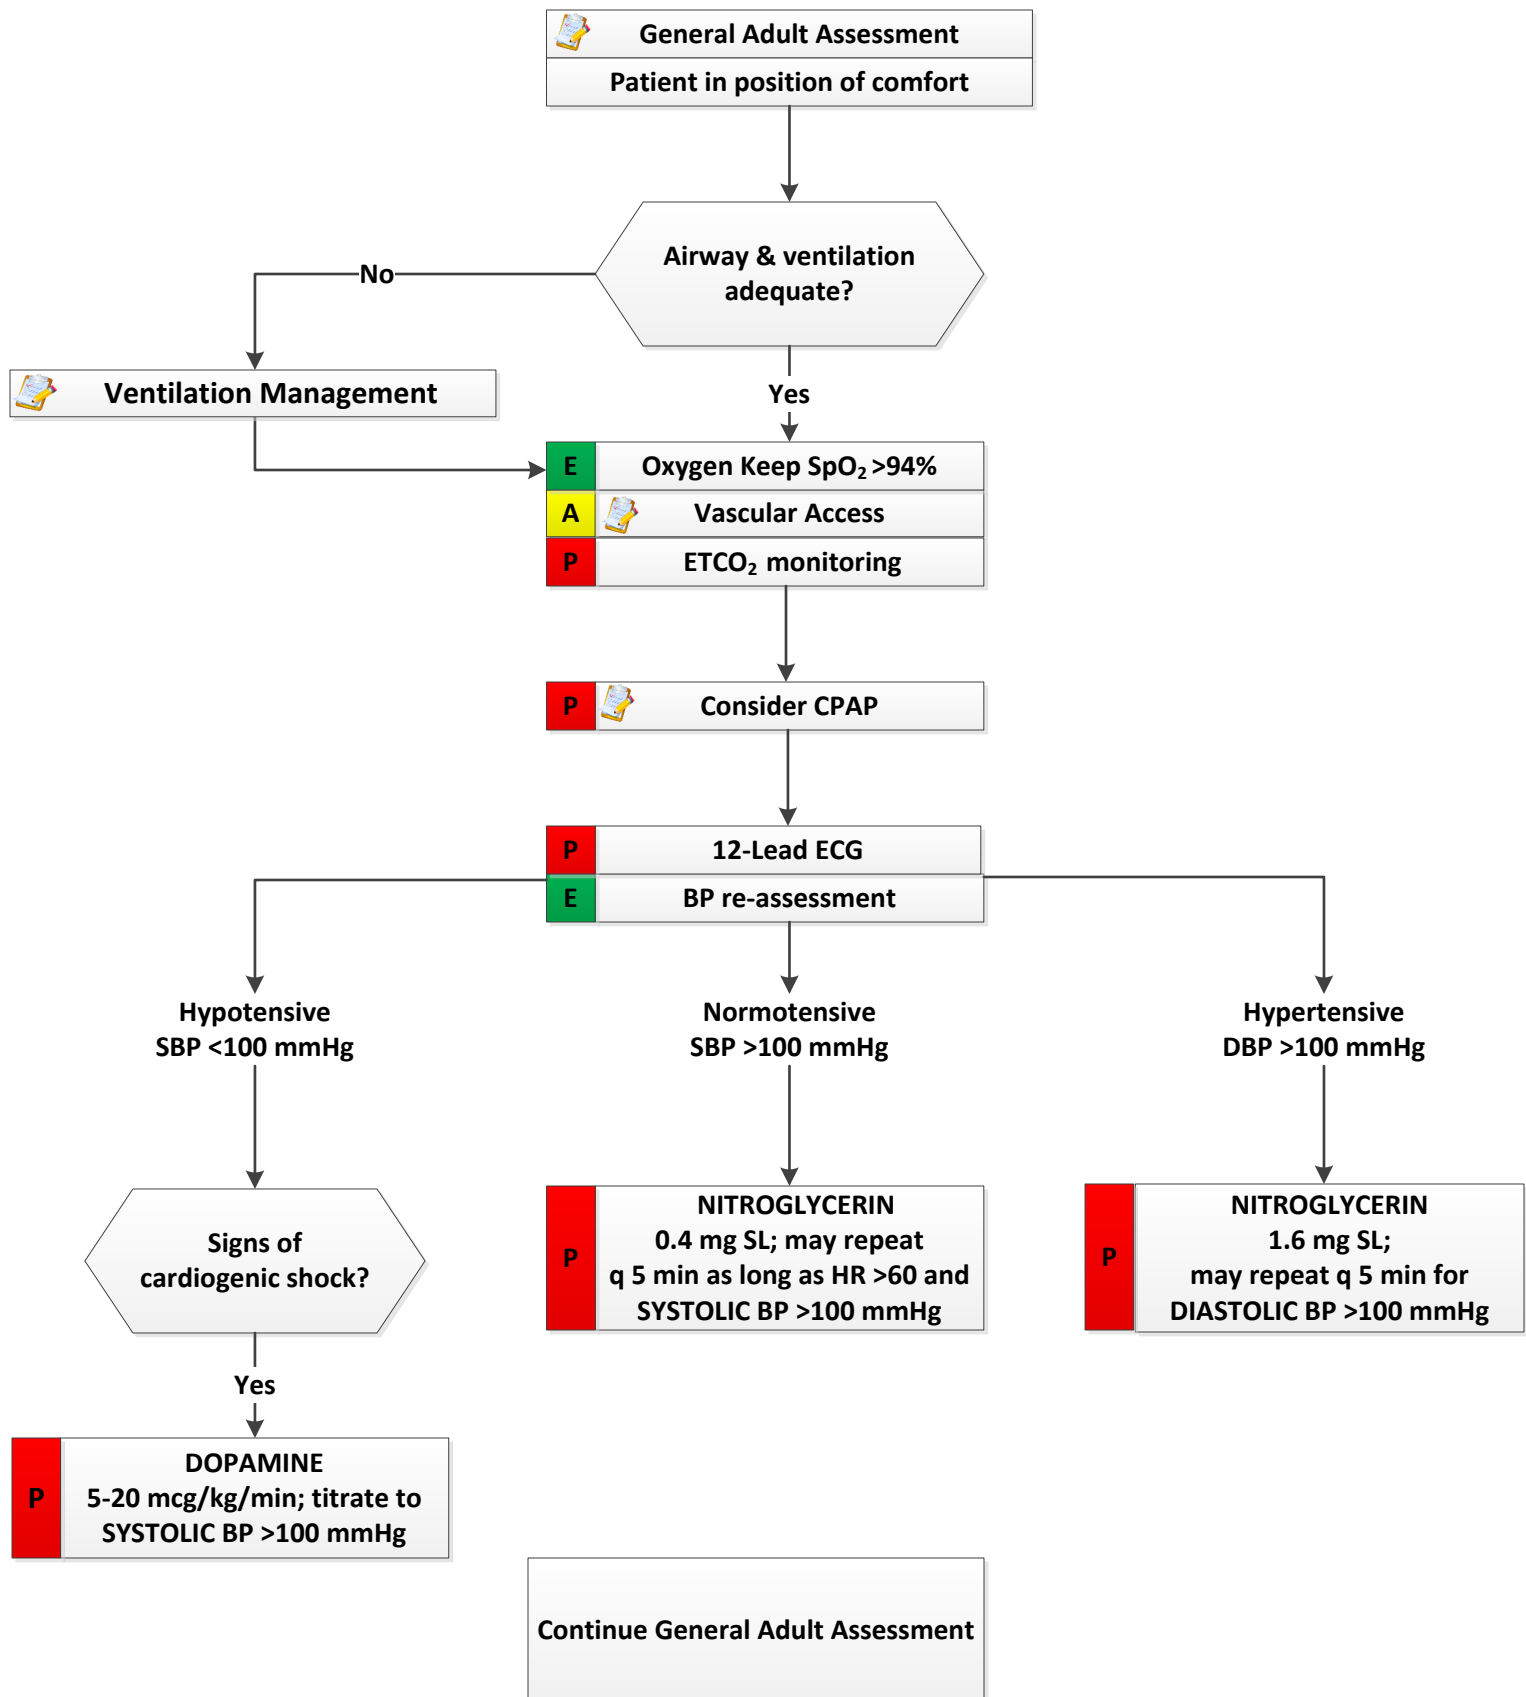 General Adult Assessment
Patient in position of comfort
Airway & ventilation
adequate?
No
Yes
Ventilation Management
E Oxygen Keep SpO₂ >94%
A Vascular Access
P ETCO₂ monitoring
P Consider CPAP
P 12-Lead ECG
E BP re-assessment
Hypotensive
SBP <100 mmHg
Normotensive
SBP >100 mmHg
Hypertensive
DBP >100 mmHg
Signs of
cardiogenic shock?
Yes
P
DOPAMINE
5-20 mcg/kg/min; titrate to
SYSTOLIC BP >100 mmHg
P
NITROGLYCERIN
0.4 mg SL; may repeat
q 5 min as long as HR >60 and
SYSTOLIC BP >100 mmHg
P
NITROGLYCERIN
1.6 mg SL;
may repeat q 5 min for
DIASTOLIC BP >100 mmHg
Continue General Adult Assessment